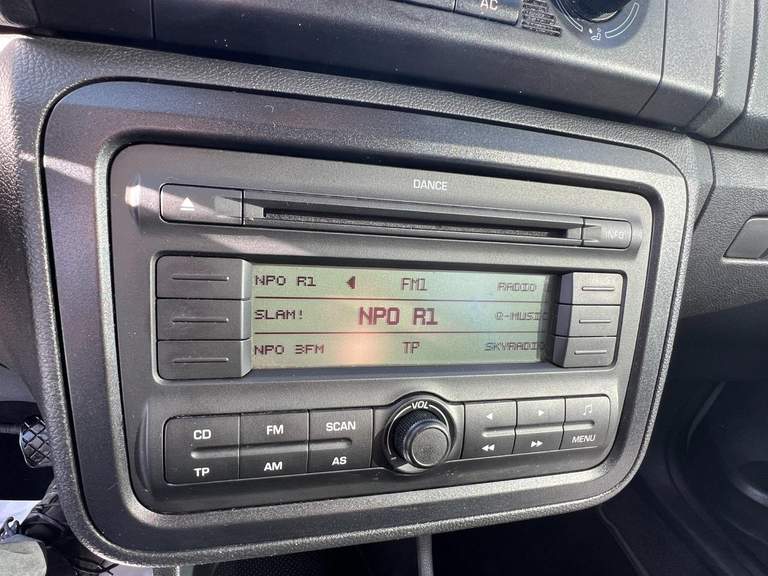 AC
DANCE
INFO
NPO R1 FM1 RADIO
SLAM! NPO R1 Q-MUSIC
NPO 3FM TP SKYRADIO
VOL
CD FM SCAN
TP AM AS MENU